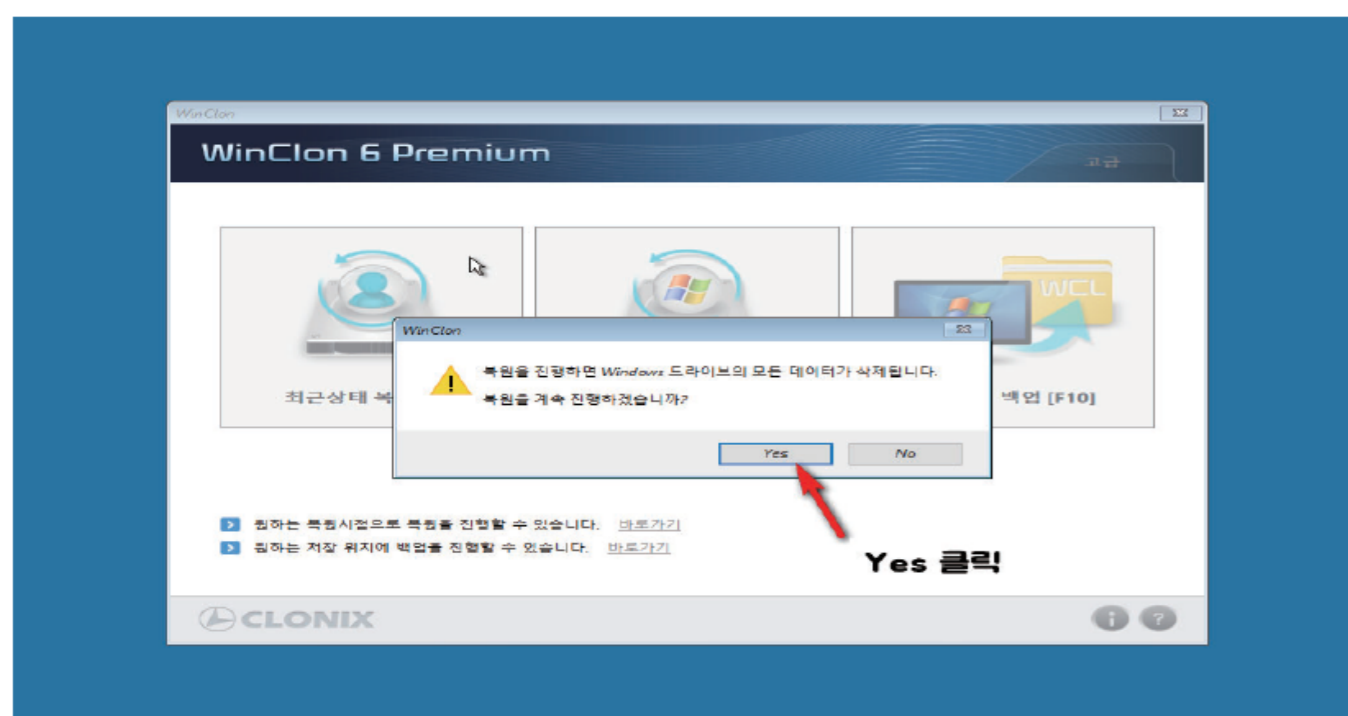 WinClon
WinClon 6 Premium
고급
WCL
WinClon
복원을 진행하면 Windows 드라이브의 모든 데이터가 삭제됩니다.
복원을 계속 진행하겠습니까?
최근상태
백업 [F10]
Yes
No
원하는 복원시점으로 복원을 진행할 수 있습니다. 바로가기
원하는 저장 위치에 백업을 진행할 수 있습니다. 바로가기
Yes 클릭
CLONIX